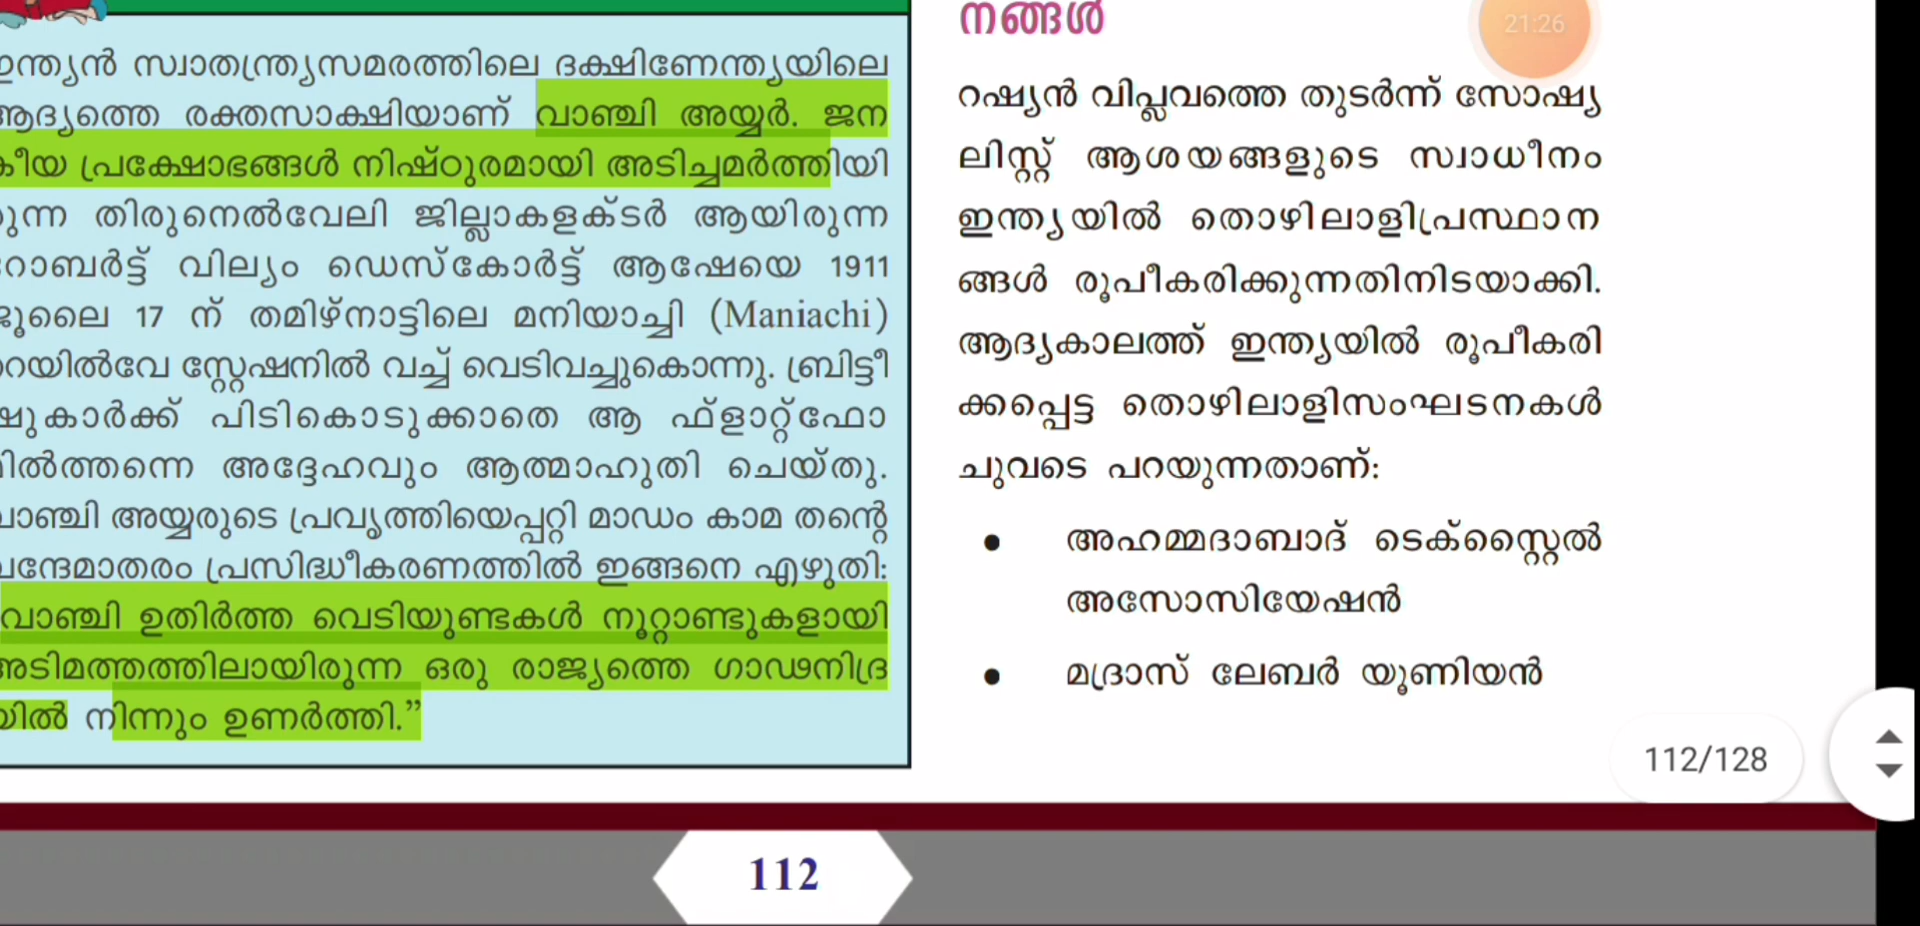 ഇന്ത്യൻ സ്വാതന്ത്ര്യസമരത്തിലെ ദക്ഷിണേന്ത്യയിലെ
ആദ്യത്തെ രക്തസാക്ഷിയാണ് വാഞ്ചി അയ്യർ. ജന
കീയ പ്രക്ഷോഭങ്ങൾ നിഷ്ഠുരമായി അടിച്ചമർത്തിയി
രുന്ന തിരുനെൽവേലി ജില്ലാകളക്ടർ ആയിരുന്ന
റോബർട്ട് വില്യം ഡെസ്കോർട്ട് ആഷേയെ 1911
ജൂലൈ 17 ന് തമിഴ്നാട്ടിലെ മനിയാച്ചി (Maniachi)
റെയിൽവേ സ്റ്റേഷനിൽ വച്ച് വെടിവച്ചുകൊന്നു. ബ്രിട്ടീ
ഷുകാർക്ക് പിടികൊടുക്കാതെ ആ ഫ്ളാറ്റ്ഫോ
മിൽത്തന്നെ അദ്ദേഹവും ആത്മാഹുതി ചെയ്തു.
വാഞ്ചി അയ്യരുടെ പ്രവൃത്തിയെപ്പറ്റി മാഡം കാമ തന്റെ
വന്ദേമാതരം പ്രസിദ്ധീകരണത്തിൽ ഇങ്ങനെ എഴുതി:
വാഞ്ചി ഉതിർത്ത വെടിയുണ്ടകൾ നൂറ്റാണ്ടുകളായി
അടിമത്തത്തിലായിരുന്ന ഒരു രാജ്യത്തെ ഗാഢനിദ്ര
യിൽ നിന്നും ഉണർത്തി.”
നങ്ങൾ
21:26
റഷ്യൻ വിപ്ലവത്തെ തുടർന്ന് സോഷ്യ
ലിസ്റ്റ് ആശയങ്ങളുടെ സ്വാധീനം
ഇന്ത്യയിൽ തൊഴിലാളിപ്രസ്ഥാന
ങ്ങൾ രൂപീകരിക്കുന്നതിനിടയാക്കി.
ആദ്യകാലത്ത് ഇന്ത്യയിൽ രൂപീകരി
ക്കപ്പെട്ട തൊഴിലാളിസംഘടനകൾ
ചുവടെ പറയുന്നതാണ്:
• അഹമ്മദാബാദ് ടെക്സ്റ്റൈൽ
അസോസിയേഷൻ
• മദ്രാസ് ലേബർ യൂണിയൻ
112/128
112